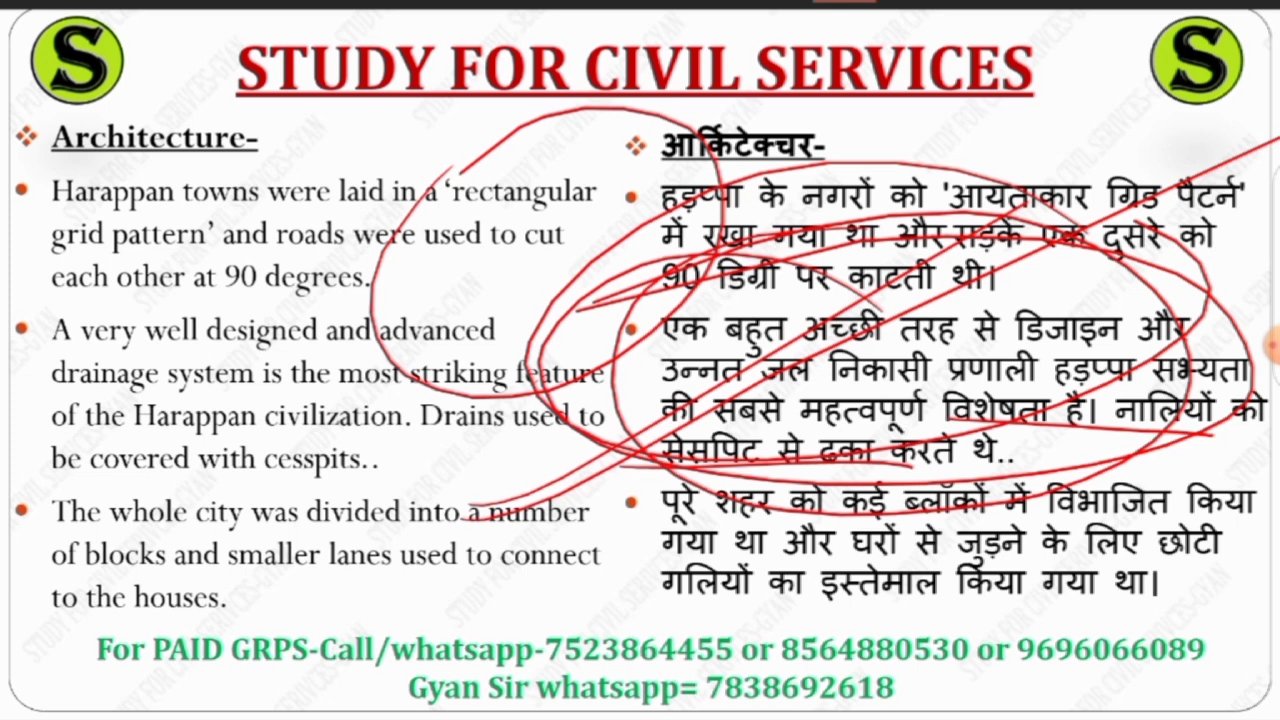 S
STUDY FOR CIVIL SERVICES
S
Architecture-
Harappan towns were laid in a ‘rectangular
grid pattern’ and roads were used to cut
each other at 90 degrees.
A very well designed and advanced
drainage system is the most striking feature
of the Harappan civilization. Drains used to
be covered with cesspits..
The whole city was divided into a number
of blocks and smaller lanes used to connect
to the houses.
आर्किटेक्चर-
हड़प्पा के नगरों को 'आयताकार ग्रिड पैटर्न'
में रखा गया था और सड़कें एक दुसरे को
90 डिग्री पर काटती थी।
एक बहुत अच्छी तरह से डिजाइन और
उन्नत जल निकासी प्रणाली हड़प्पा सभ्यता
की सबसे महत्वपूर्ण विशेषता है। नालियों को
सेसपिट से ढका करते थे..
पूरे शहर को कई ब्लॉकों में विभाजित किया
गया था और घरों से जुड़ने के लिए छोटी
गलियों का इस्तेमाल किया गया था।
For PAID GRPS-Call/whatsapp-7523864455 or 8564880530 or 9696066089
Gyan Sir whatsapp= 7838692618